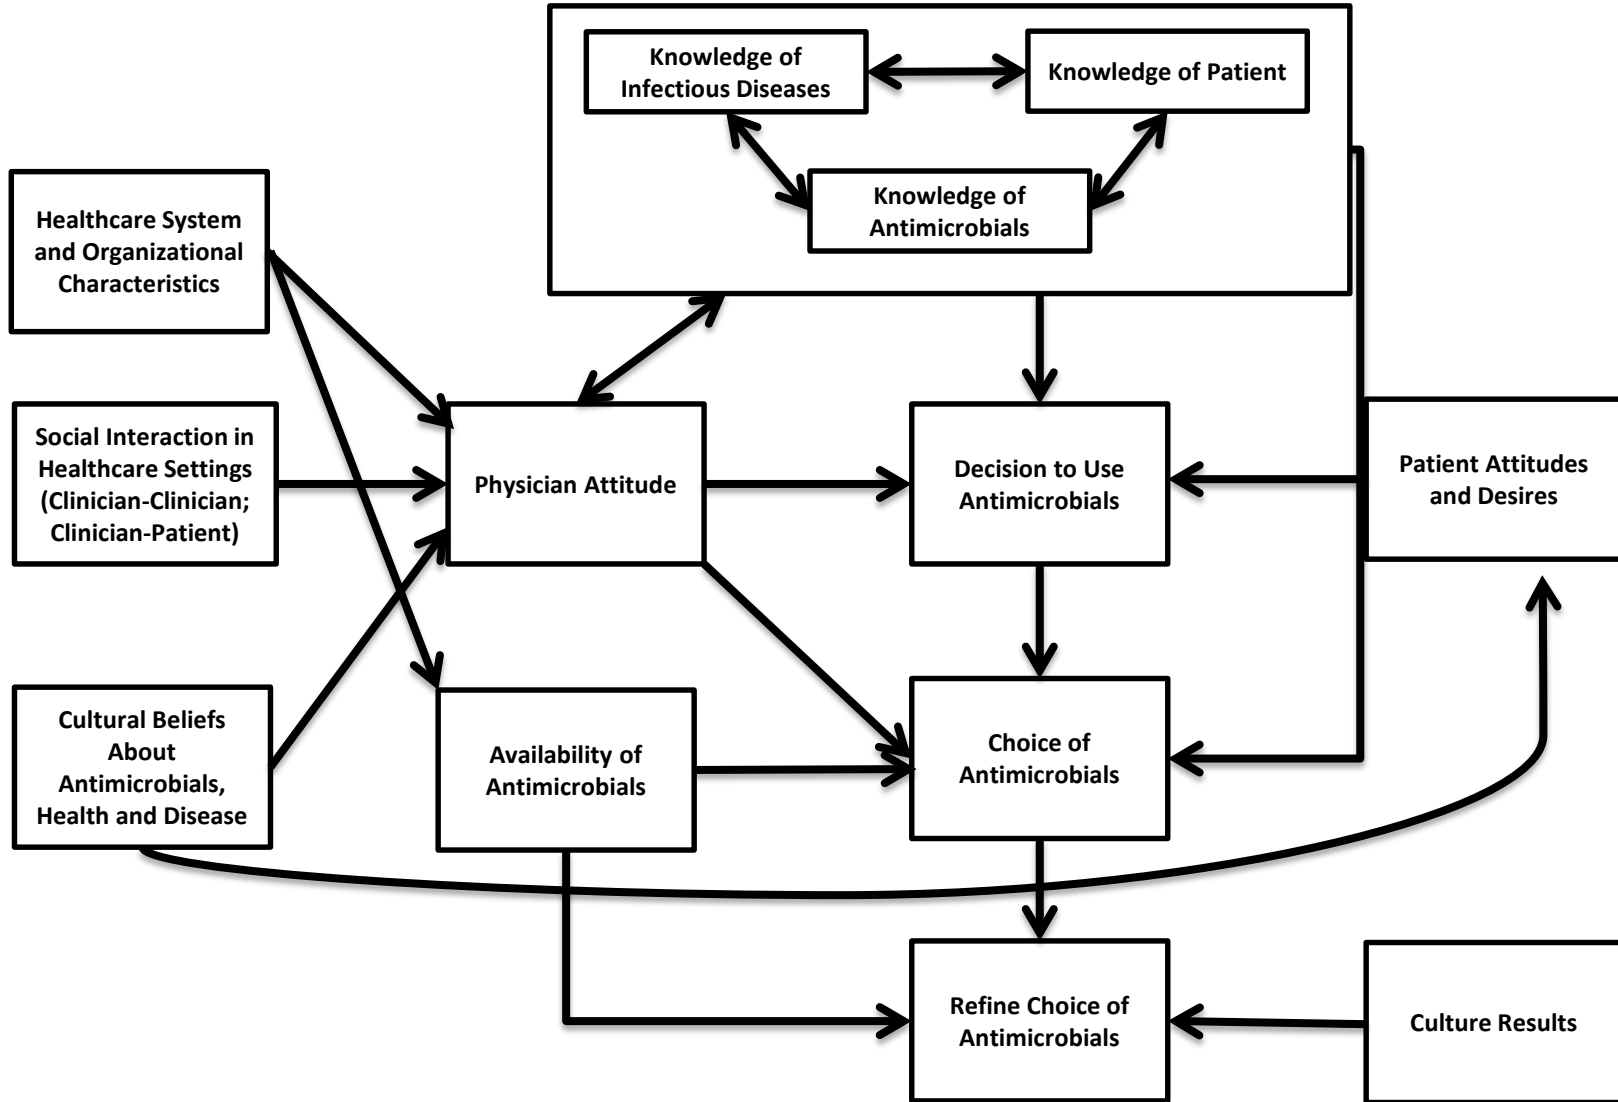 Knowledge of
Infectious Diseases
Knowledge of Patient
Knowledge of
Antimicrobials
Healthcare System
and Organizational
Characteristics
Social Interaction in
Healthcare Settings
(Clinician-Clinician;
Clinician-Patient)
Physician Attitude
Decision to Use
Antimicrobials
Patient Attitudes
and Desires
Cultural Beliefs
About
Antimicrobials,
Health and Disease
Availability of
Antimicrobials
Choice of
Antimicrobials
Refine Choice of
Antimicrobials
Culture Results